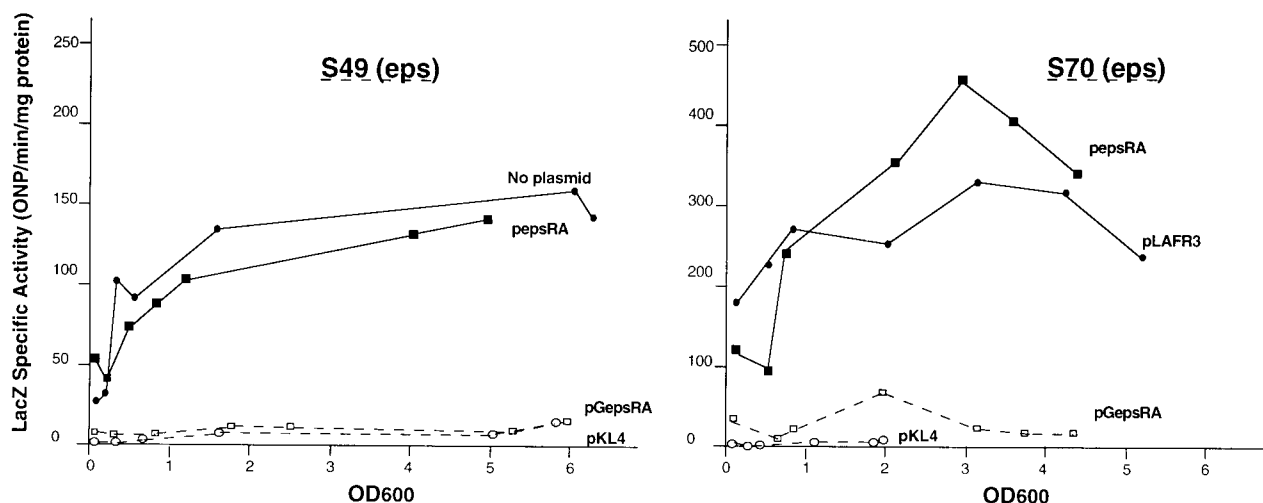 LacZ Specific Activity (ONP/min/mg protein)
250
200
150
100
50
0
S49 (eps)
No plasmid
pepsRA
pGepsRA
pKL4
0 1 2 3 4 5 6
OD600
500
400
300
200
100
0
S70 (eps)
pepsRA
pLAFR3
pGepsRA
pKL4
0 1 2 3 4 5 6
OD600